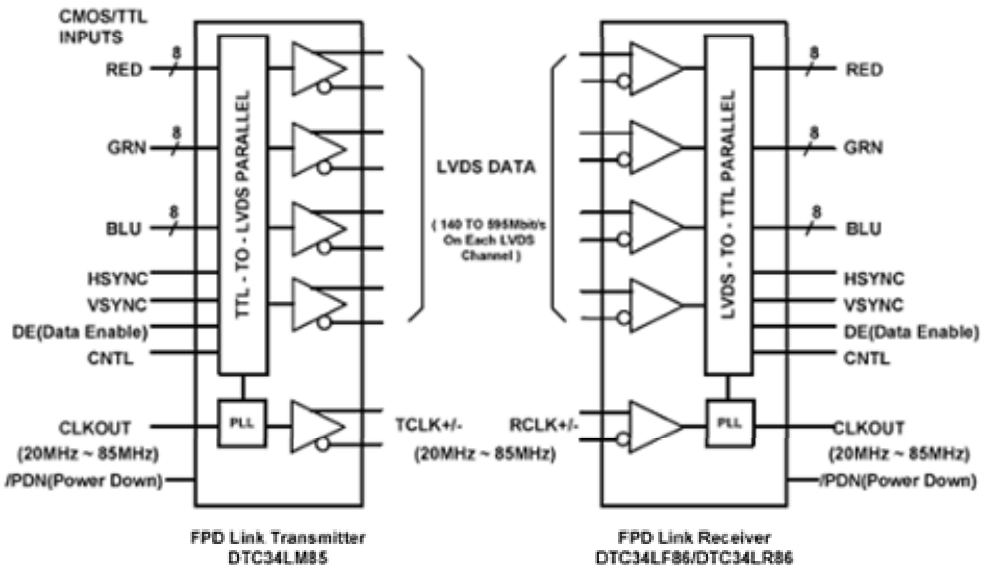 CMOS/TTL
INPUTS
RED
8
GRN
8
BLU
8
HSYNC
VSYNC
DE(Data Enable)
CNTL
CLKOUT
(20MHz ~ 85MHz)
/PDN(Power Down)
TTL - TO - LVDS PARALLEL
PLL
FPD Link Transmitter
DTC34LM85
LVDS DATA
( 140 TO 595Mbit/s
On Each LVDS
Channel )
TCLK+/-
RCLK+/-
(20MHz ~ 85MHz)
LVDS - TO - TTL PARALLEL
PLL
8
RED
8
GRN
8
BLU
HSYNC
VSYNC
DE(Data Enable)
CNTL
CLKOUT
(20MHz ~ 85MHz)
/PDN(Power Down)
FPD Link Receiver
DTC34LF86/DTC34LR86